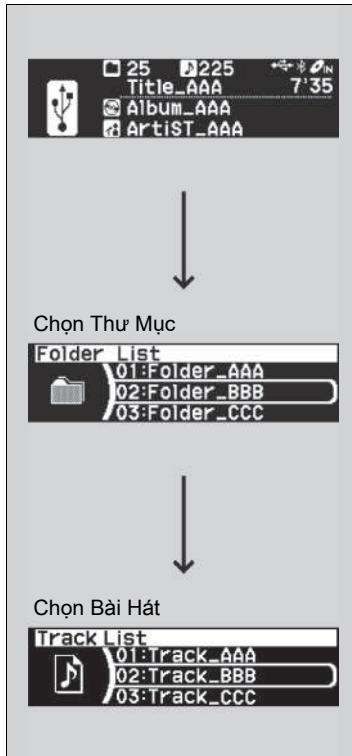 25 225 IN
Title_AAA 7'35
Album_AAA
ArtiST_AAA
Chọn Thư Mục
Folder List
01:Folder_AAA
02:Folder_BBB
03:Folder_CCC
Chọn Bài Hát
Track List
01:Track_AAA
02:Track_BBB
03:Track_CCC